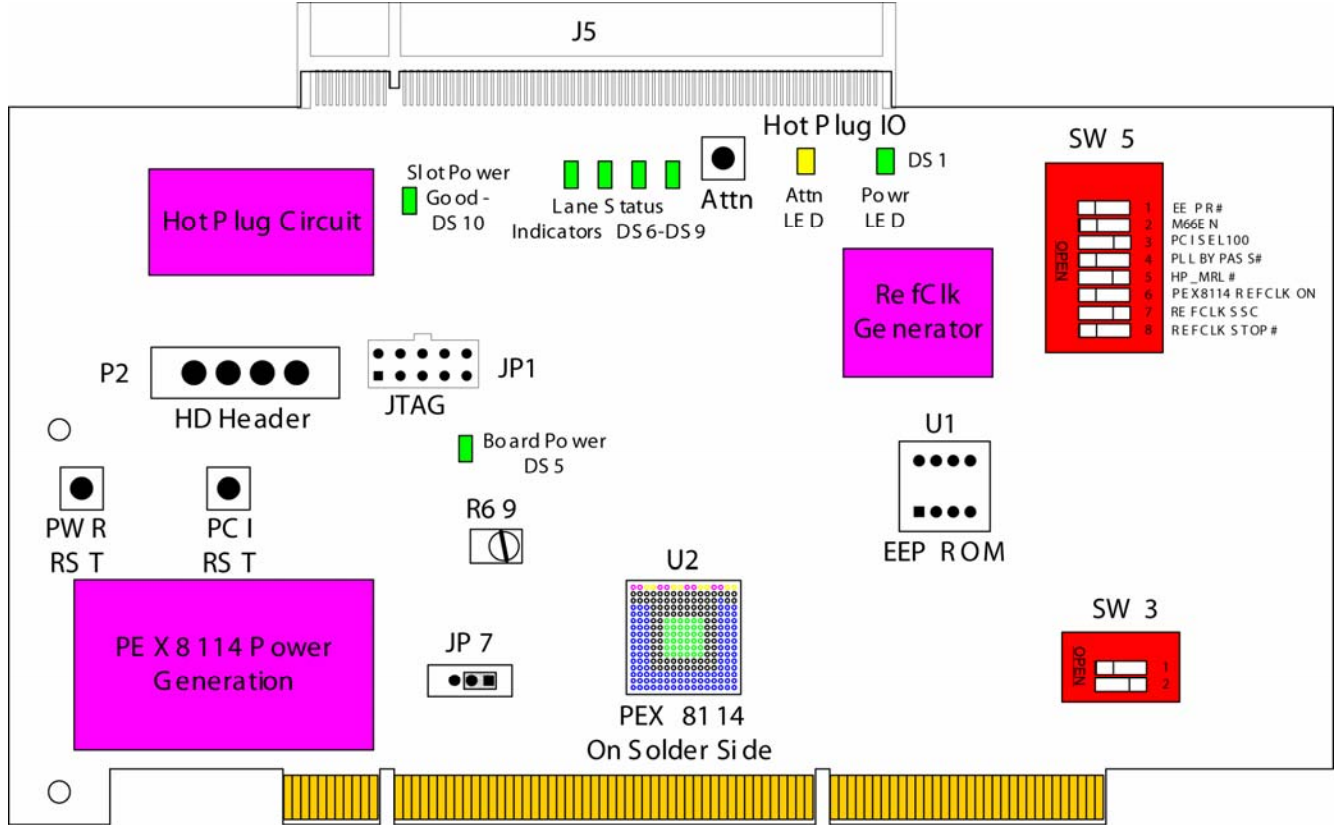 J5
Hot Plug IO
SW 5
Hot Plug Circuit
Slot Power
Good -
DS 10
Lane Status
Indicators DS 6-DS 9
Attn
Attn
LED
Powr
LED
DS 1
OPEN
1 EE PR#
2 M66EN
3 PCISEL100
4 PLL BYPASS#
5 HP_MRL#
6 PEX8114 REFCLK ON
7 REFCLK SSC
8 REFCLK STOP#
RefClk
Generator
P2
HD Header
JP1
JTAG
Board Power
DS 5
U1
EEPROM
PWR
RST
PCI
RST
R69
U2
PEX 8114
On Solder Side
PEX 8114 Power
Generation
JP 7
SW 3
OPEN
1
2